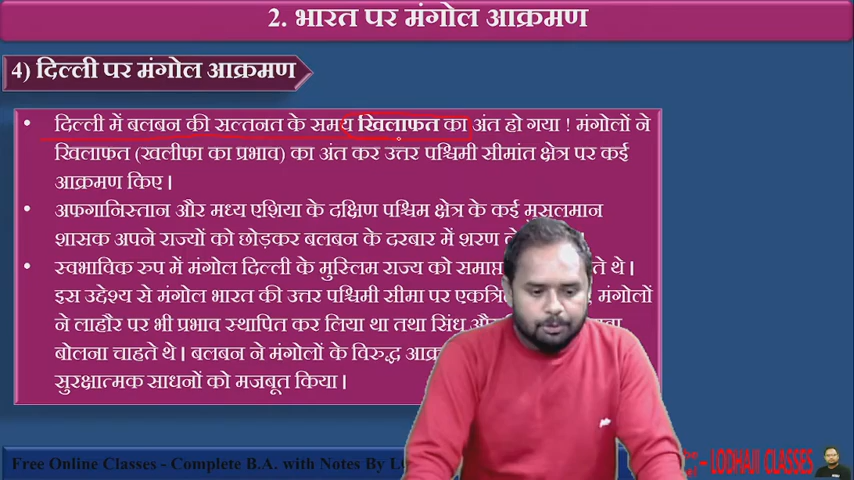 2. भारत पर मंगोल आक्रमण
4) दिल्ली पर मंगोल आक्रमण
• दिल्ली में बलबन की सल्तनत के समय खिलाफत का अंत हो गया ! मंगोलों ने
खिलाफत (खलीफा का प्रभाव) का अंत कर उत्तर पश्चिमी सीमांत क्षेत्र पर कई
आक्रमण किए ।
• अफगानिस्तान और मध्य एशिया के दक्षिण पश्चिम क्षेत्र के कई मुसलमान
शासक अपने राज्यों को छोड़कर बलबन के दरबार में शरण
• स्वभाविक रुप में मंगोल दिल्ली के मुस्लिम राज्य को थे ।
इस उद्देश्य से मंगोल भारत की उत्तर पश्चिमी सीमा पर मंगोलों
ने लाहौर पर भी प्रभाव स्थापित कर लिया था तथा सिंध
बोलना चाहते थे । बलबन ने मंगोलों के विरुद्ध
सुरक्षात्मक साधनों को मजबूत किया ।
Free Online Classes - Complete B.A. with Notes By
– LODHAJI CLASSES